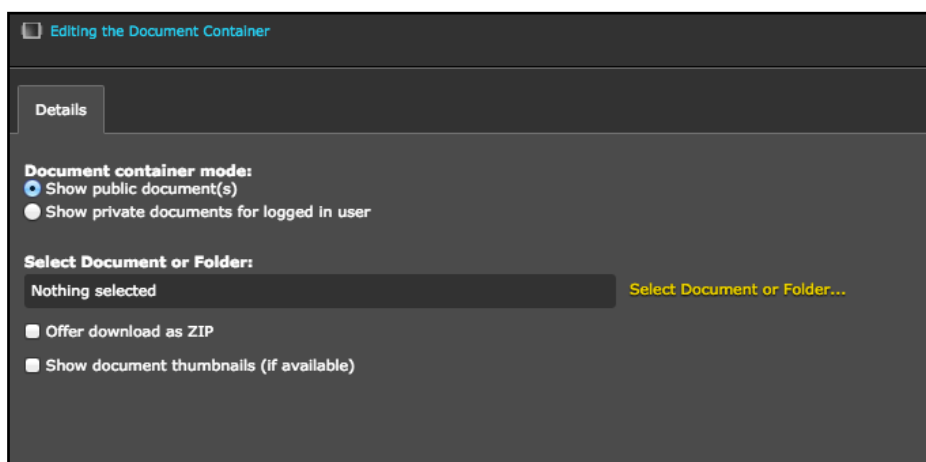 Editing the Document Container
Details
Document container mode:
Show public document(s)
Show private documents for logged in user
Select Document or Folder:
Nothing selected
Select Document or Folder...
Offer download as ZIP
Show document thumbnails (if available)